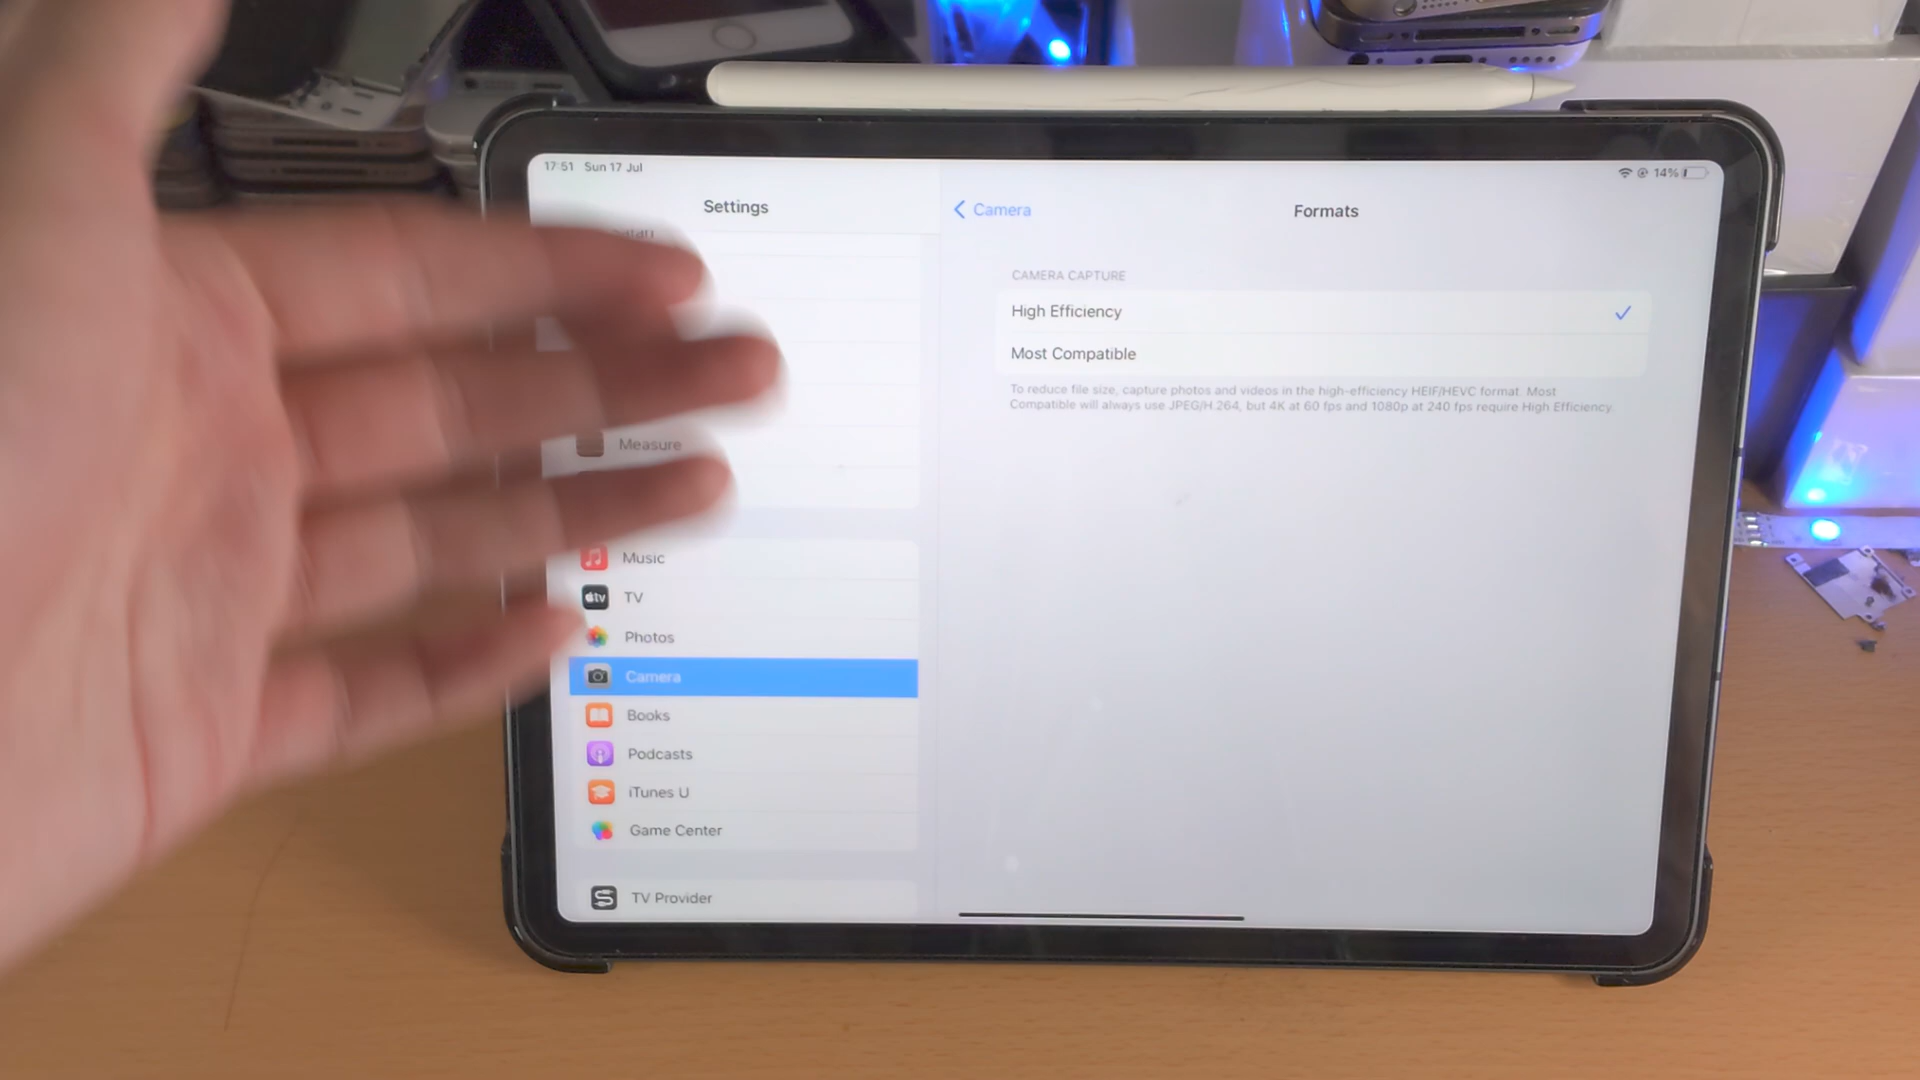 17:51 Sun 17 Jul
14%
Settings
Measure
Music
tv TV
Photos
Camera
Books
Podcasts
iTunes U
Game Center
TV Provider
Camera
Formats
CAMERA CAPTURE
High Efficiency
Most Compatible
To reduce file size, capture photos and videos in the high-efficiency HEIF/HEVC format. Most
Compatible will always use JPEG/H.264, but 4K at 60 fps and 1080p at 240 fps require High Efficiency.